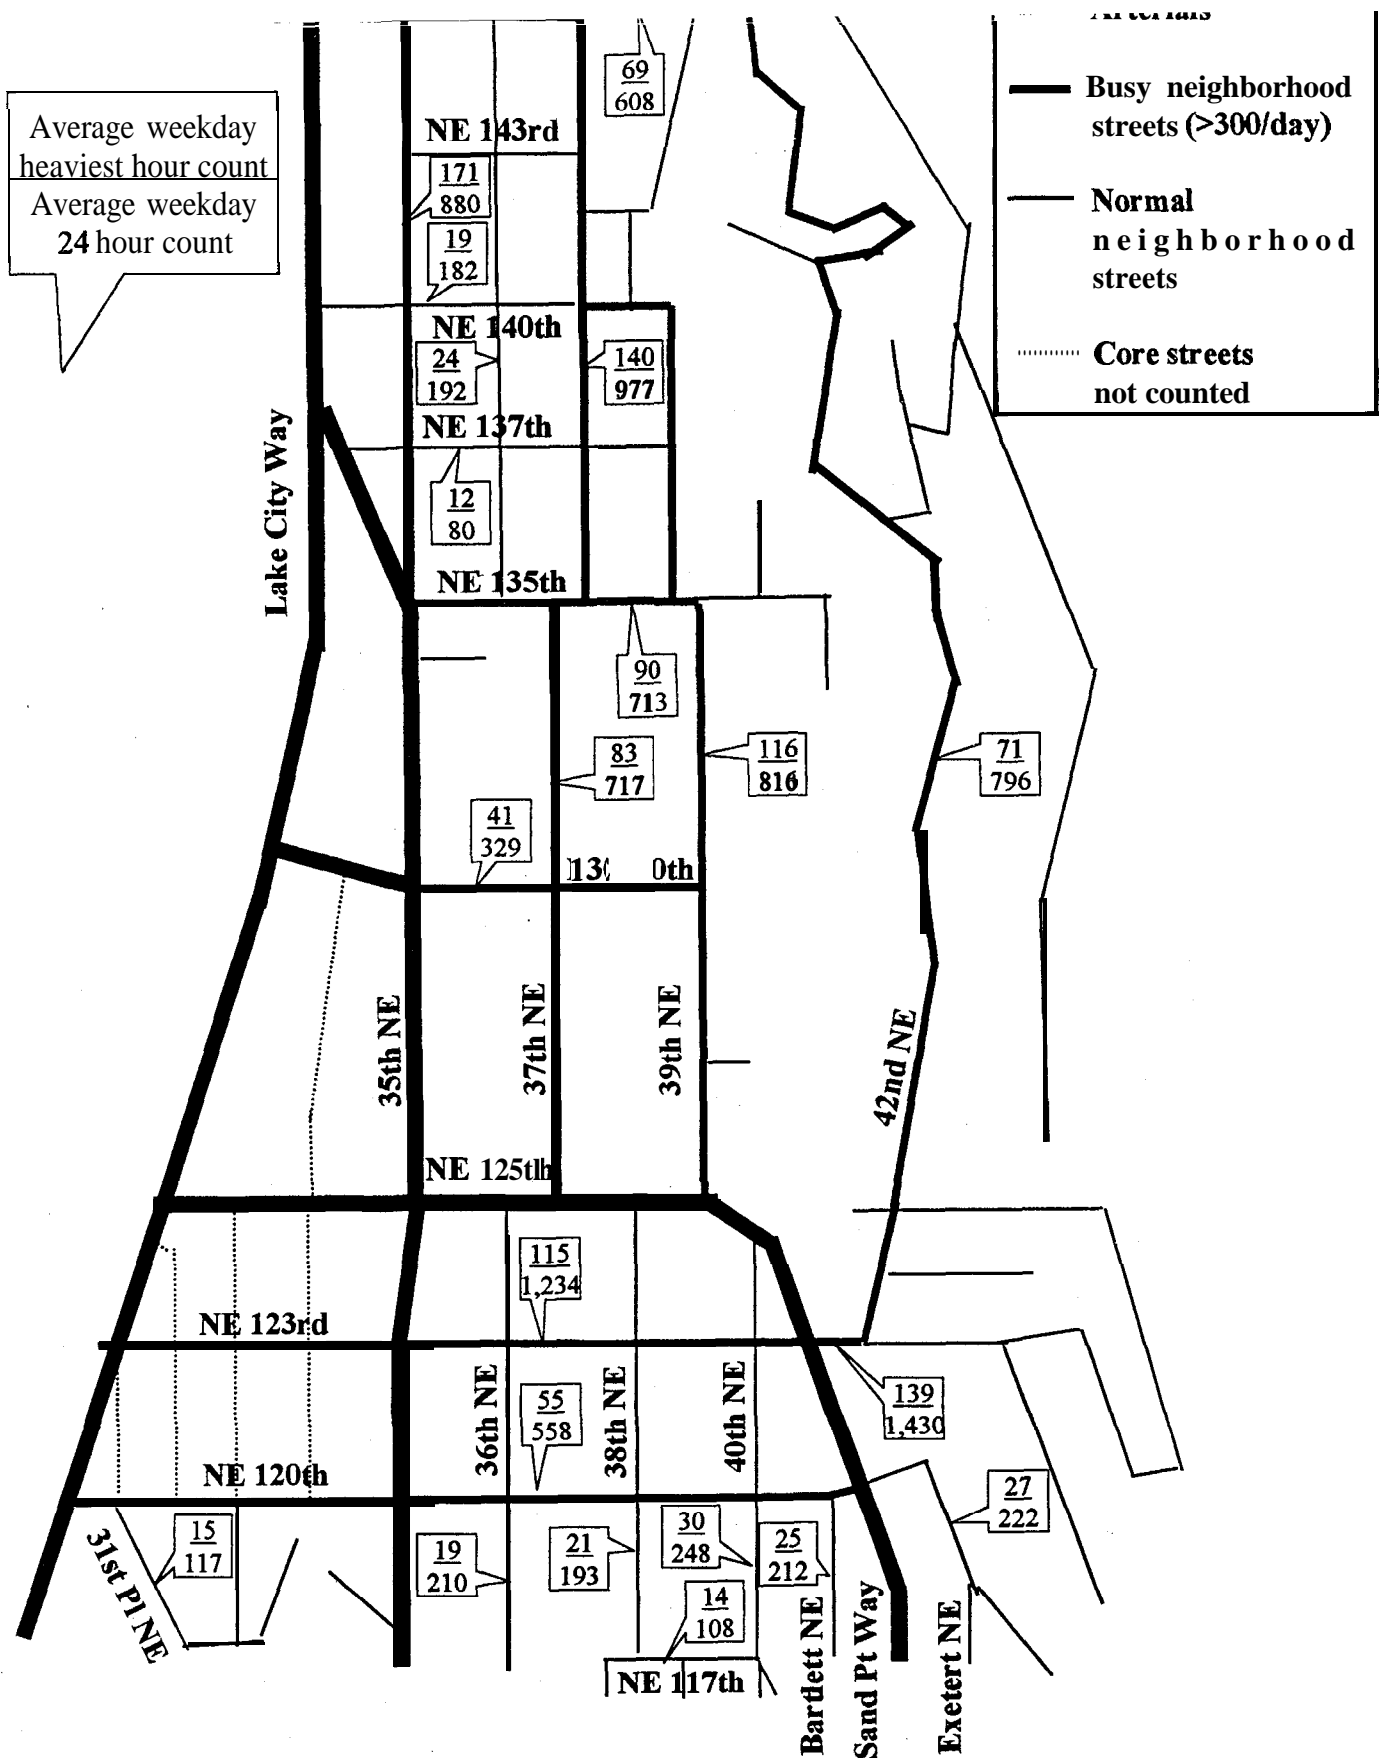 Arterials
Busy neighborhood
streets (>300/day)
Normal
neighborhood
streets
Core streets
not counted
Average weekday
heaviest hour count
Average weekday
24 hour count
69
608
NE 143rd
171
880
19
182
NE 140th
24
192
140
977
NE 137th
12
80
Lake City Way
NE 135th
90
713
83
717
116
816
71
796
41
329
0th
35th NE
37th NE
39th NE
42nd NE
NE 125th
115
1,234
NE 123rd
36th NE
55
558
38th NE
40th NE
139
1,430
NE 120th
27
222
31st Pl NE
15
117
19
210
21
193
30
248
25
212
14
108
NE 117th
Bartlett NE
Sand Pt Way
Exetert NE